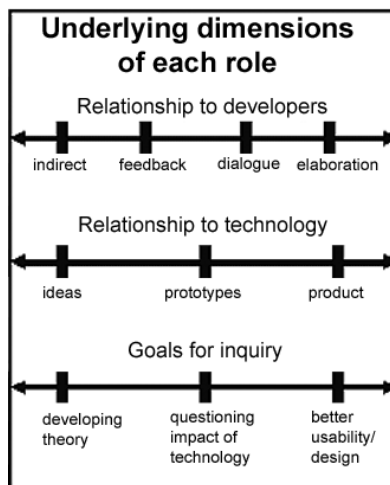 Underlying dimensions
of each role
Relationship to developers
indirect feedback dialogue elaboration
Relationship to technology
ideas prototypes product
Goals for inquiry
developing questioning better
theory impact of usability/
technology design